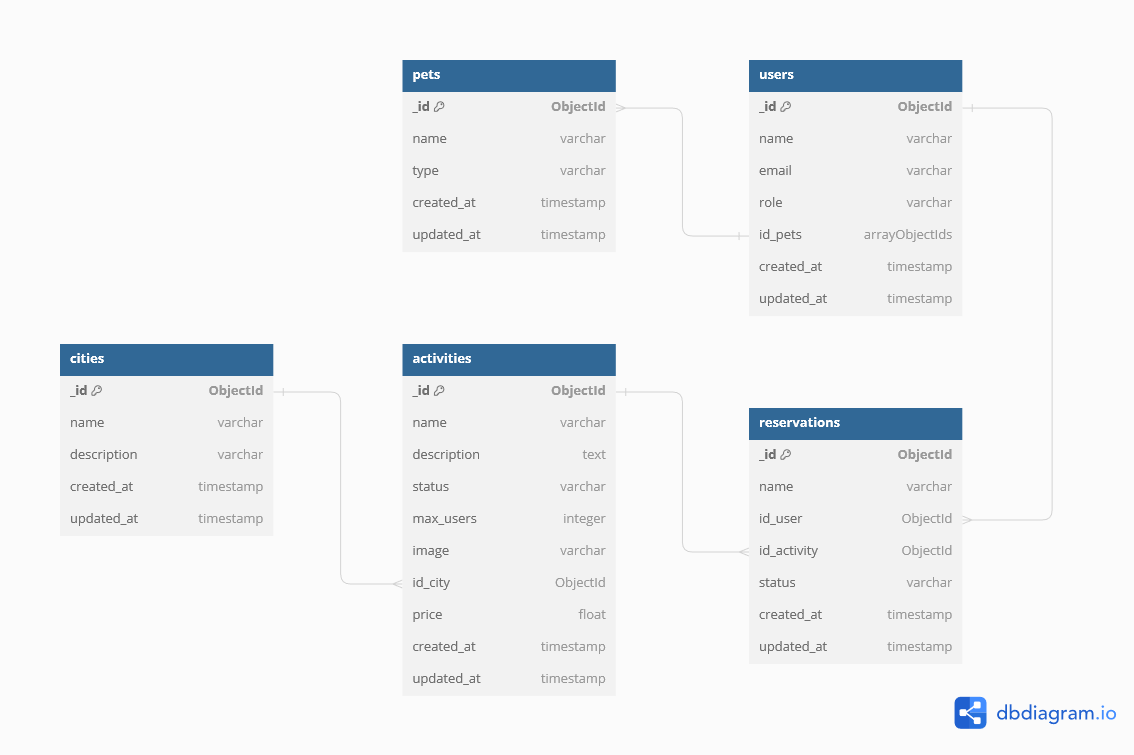 pets
_id ObjectId
name varchar
type varchar
created_at timestamp
updated_at timestamp
users
_id ObjectId
name varchar
email varchar
role varchar
id_pets arrayObjectIds
created_at timestamp
updated_at timestamp
cities
_id ObjectId
name varchar
description varchar
created_at timestamp
updated_at timestamp
activities
_id ObjectId
name varchar
description text
status varchar
max_users integer
image varchar
id_city ObjectId
price float
created_at timestamp
updated_at timestamp
reservations
_id ObjectId
name varchar
id_user ObjectId
id_activity ObjectId
status varchar
created_at timestamp
updated_at timestamp
dbdiagram.io